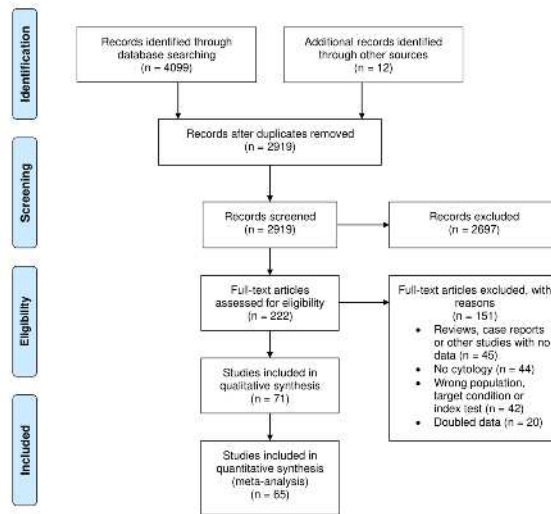 Identification
Records identified through
database searching
(n = 4099)
Additional records identified
through other sources
(n = 12)
Records after duplicates removed
(n = 2919)
Screening
Records screened
(n = 2919)
Records excluded
(n = 2697)
Eligibility
Full-text articles
assessed for eligibility
(n = 222)
Full-text articles excluded, with
reasons
(n = 151)
• Reviews, case reports
or other studies with no
data (n = 45)
• No cytology (n = 44)
• Wrong population,
target condition or
index test (n = 42)
• Doubled data (n = 20)
Studies included in
qualitative synthesis
(n = 71)
Included
Studies included in
quantitative synthesis
(meta-analysis)
(n = 65)